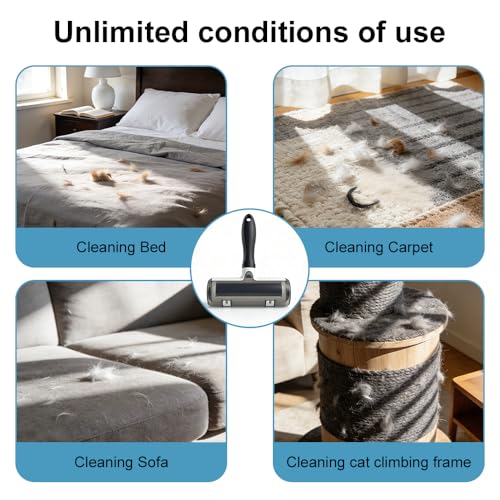 Unlimited conditions of use
Cleaning Bed
Cleaning Carpet
Cleaning Sofa
Cleaning cat climbing frame